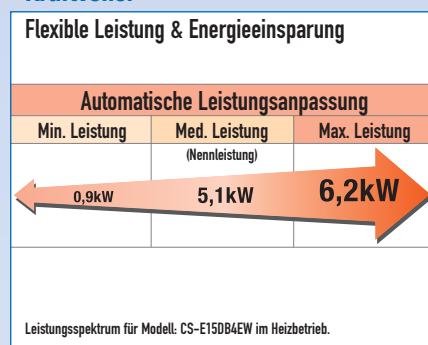 Flexible Leistung & Energieeinsparung
Automatische Leistungsanpassung
Min. Leistung Med. Leistung Max. Leistung
(Nennleistung)
0,9kW 5,1kW 6,2kW
Leistungsspektrum für Modell: CS-E15DB4EW im Heizbetrieb.